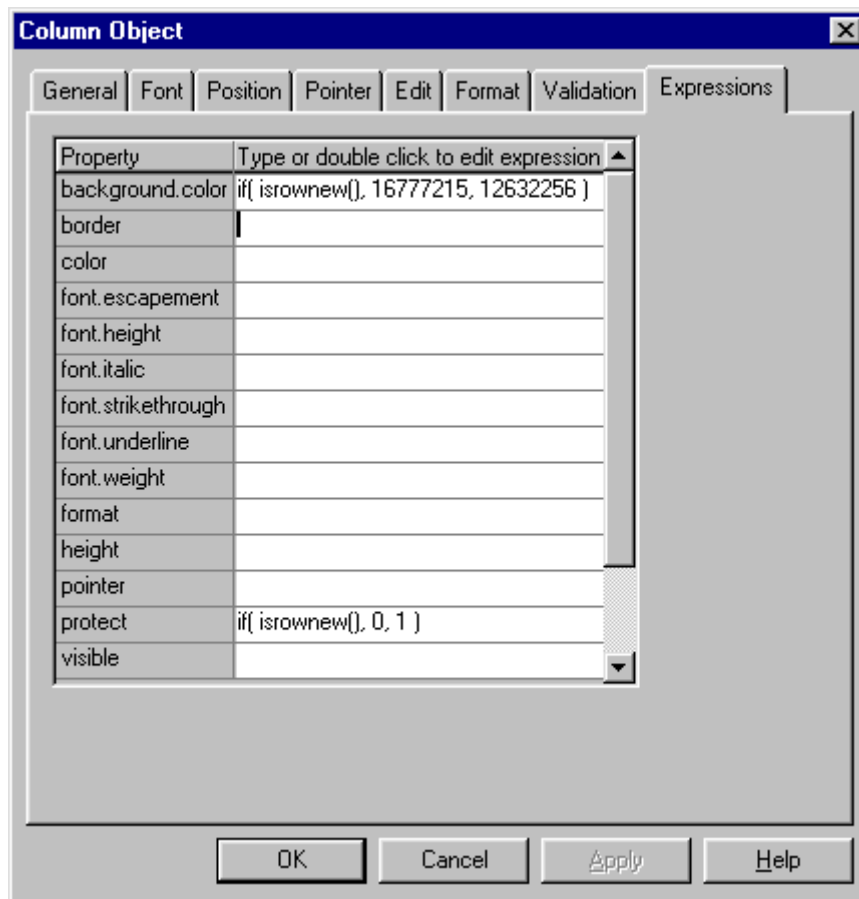 Column Object
General Font Position Pointer Edit Format Validation Expressions
Property Type or double click to edit expression
background.color if( isrownew(), 16777215, 12632256 )
border
color
font.escapement
font.height
font.italic
font.strikethrough
font.underline
font.weight
format
height
pointer
protect if( isrownew(), 0, 1 )
visible
OK Cancel Apply Help